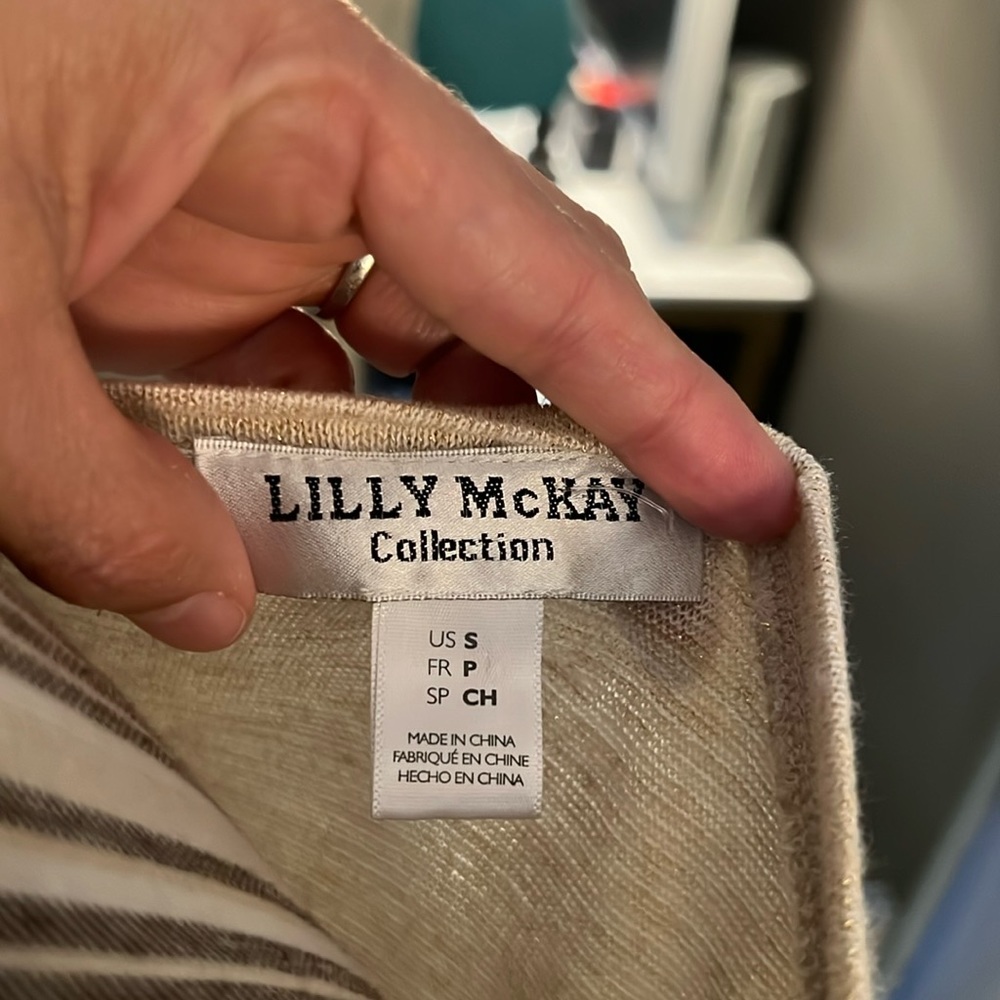 LILLY McKAY
Collection
US S
FR P
SP CH
MADE IN CHINA
FABRIQUÉ EN CHINE
HECHO EN CHINA